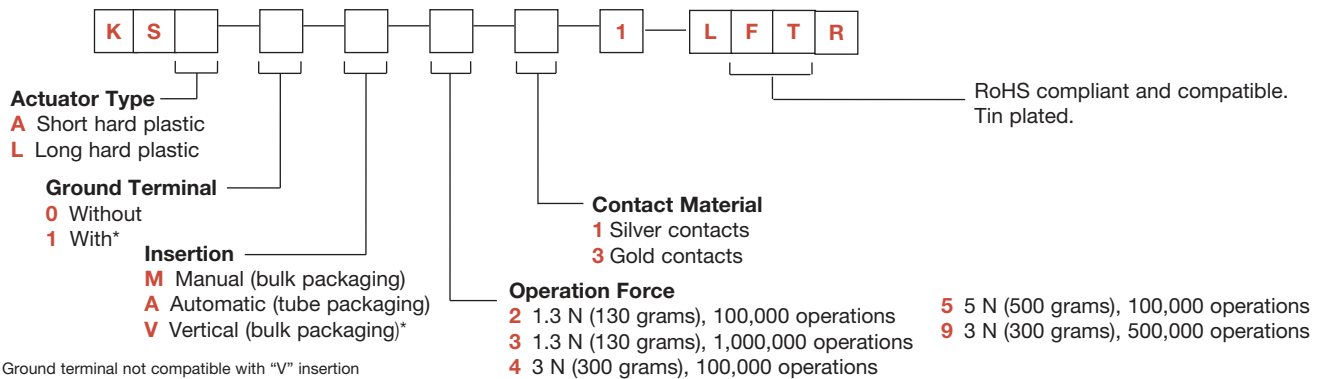 K S 1 L F T R
Actuator Type
A Short hard plastic
L Long hard plastic
RoHS compliant and compatible.
Tin plated.
Ground Terminal
0 Without
1 With*
Insertion
M Manual (bulk packaging)
A Automatic (tube packaging)
V Vertical (bulk packaging)*
Contact Material
1 Silver contacts
3 Gold contacts
Operation Force
2 1.3 N (130 grams), 100,000 operations
3 1.3 N (130 grams), 1,000,000 operations
4 3 N (300 grams), 100,000 operations
5 5 N (500 grams), 100,000 operations
9 3 N (300 grams), 500,000 operations
Ground terminal not compatible with “V” insertion